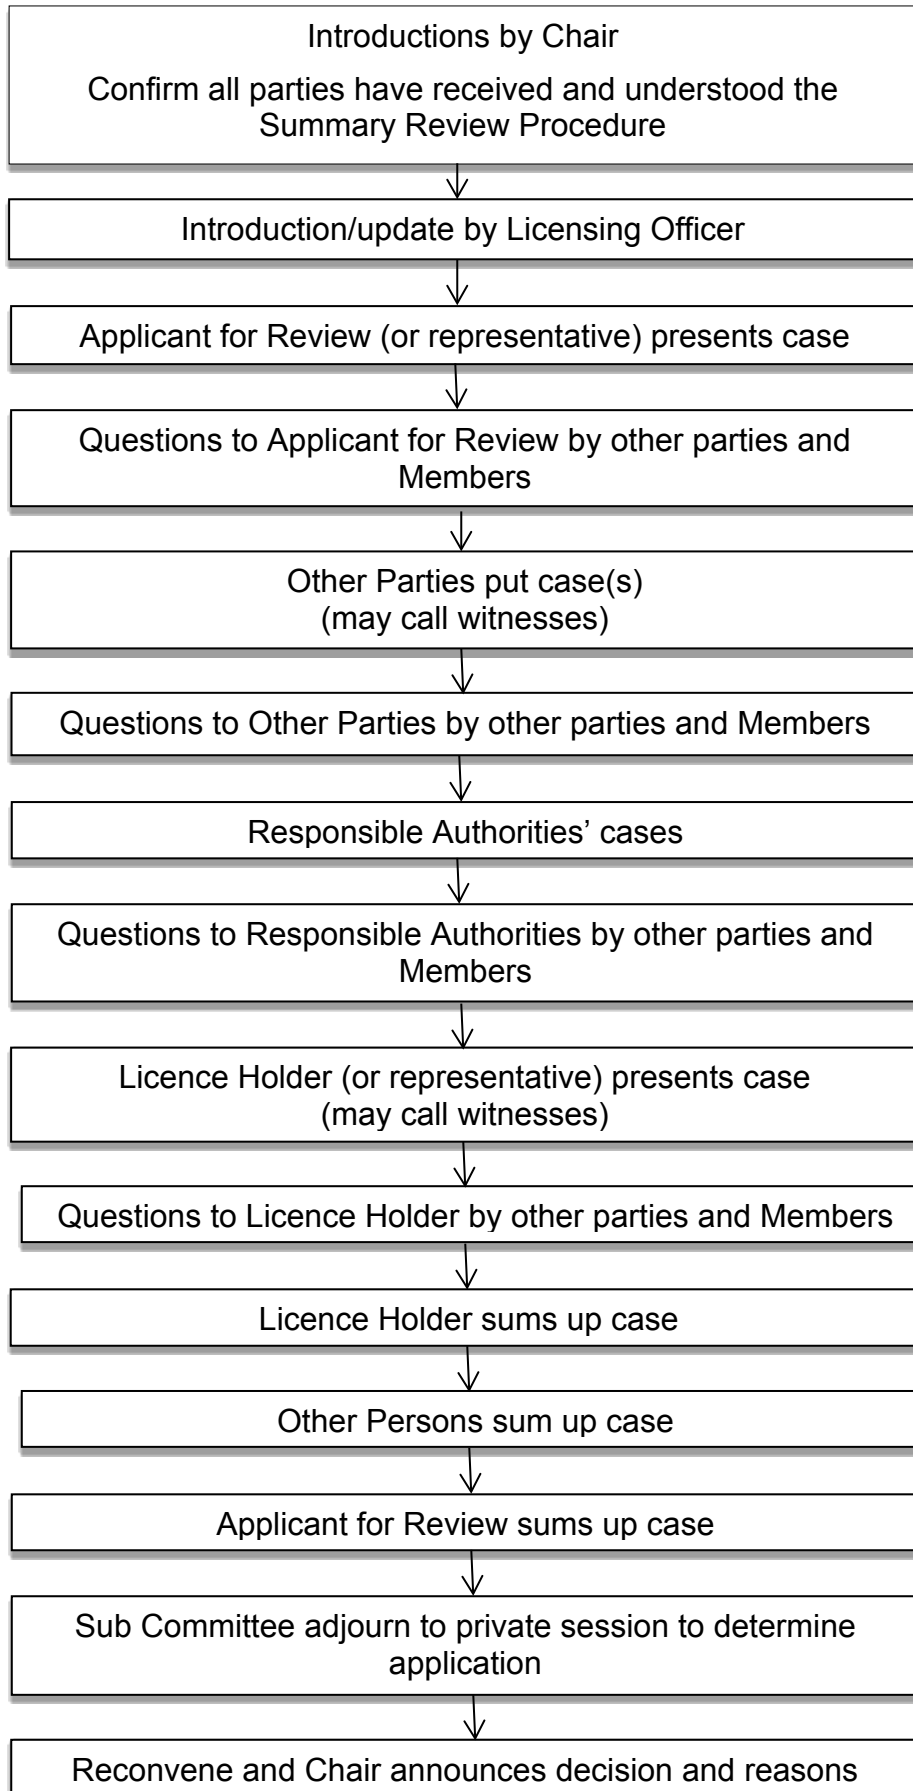 Introductions by Chair
Confirm all parties have received and understood the
Summary Review Procedure
Introduction/update by Licensing Officer
Applicant for Review (or representative) presents case
Questions to Applicant for Review by other parties and
Members
Other Parties put case(s)
(may call witnesses)
Questions to Other Parties by other parties and Members
Responsible Authorities’ cases
Questions to Responsible Authorities by other parties and
Members
Licence Holder (or representative) presents case
(may call witnesses)
Questions to Licence Holder by other parties and Members
Licence Holder sums up case
Other Persons sum up case
Applicant for Review sums up case
Sub Committee adjourn to private session to determine
application
Reconvene and Chair announces decision and reasons